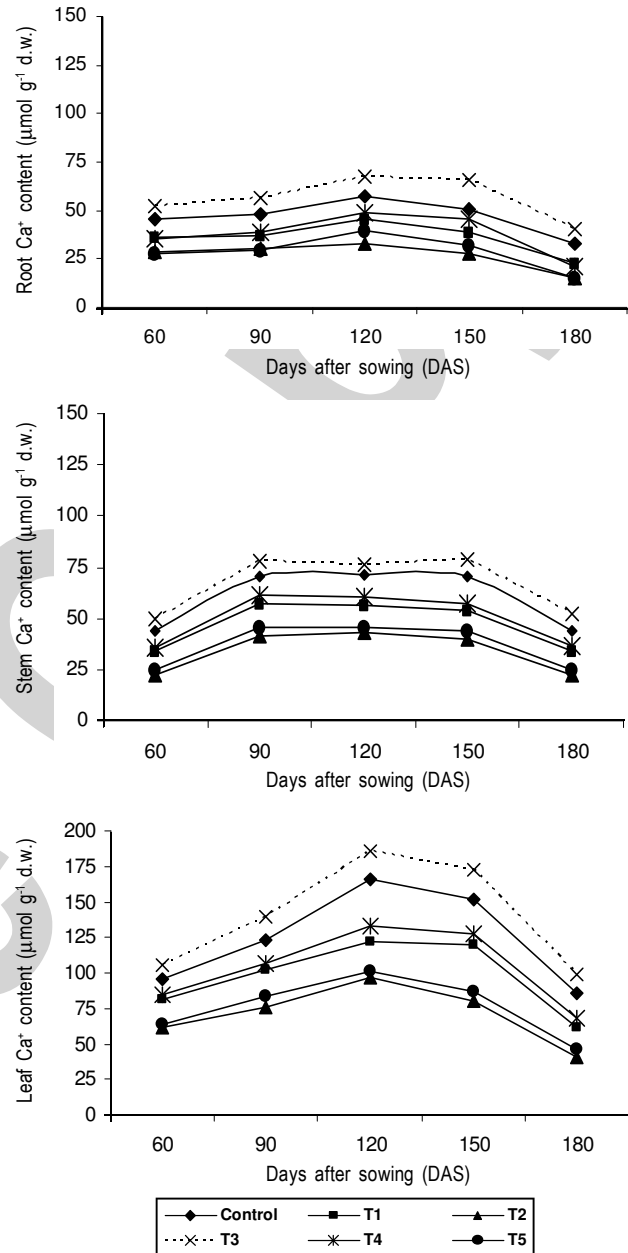 150
125
100
75
50
25
0
Root Ca⁺ content (µmol g⁻¹ d.w.)
60 90 120 150 180
Days after sowing (DAS)
150
125
100
75
50
25
0
Stem Ca⁺ content (µmol g⁻¹ d.w.)
60 90 120 150 180
Days after sowing (DAS)
200
175
150
125
100
75
50
25
0
Leaf Ca⁺ content (µmol g⁻¹ d.w.)
60 90 120 150 180
Days after sowing (DAS)
Control T1 T2
T3 T4 T5